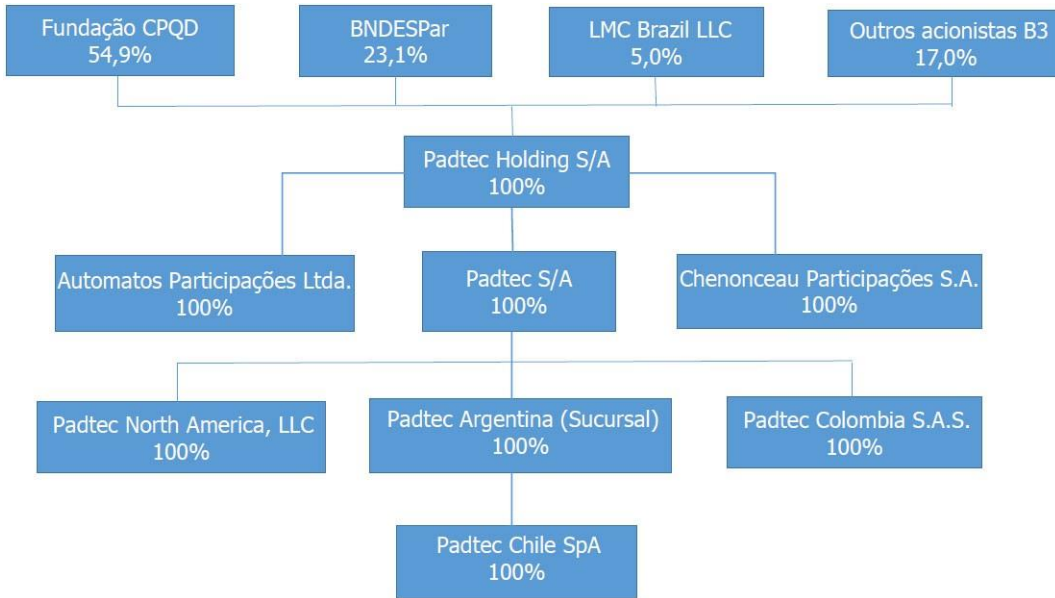 Fundação CPQD
54,9%
BNDESPar
23,1%
LMC Brazil LLC
5,0%
Outros acionistas B3
17,0%
Padtec Holding S/A
100%
Automatos Participações Ltda.
100%
Padtec S/A
100%
Chenonceau Participações S.A.
100%
Padtec North America, LLC
100%
Padtec Argentina (Sucursal)
100%
Padtec Colombia S.A.S.
100%
Padtec Chile SpA
100%